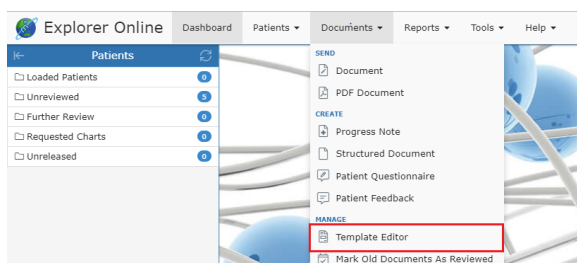 Explorer Online Dashboard Patients Documents Reports Tools Help
Patients
Loaded Patients 0
Unreviewed 5
Further Review 0
Requested Charts 0
Unreleased 0
SEND
Document
PDF Document
CREATE
Progress Note
Structured Document
Patient Questionnaire
Patient Feedback
MANAGE
Template Editor
Mark Old Documents As Reviewed